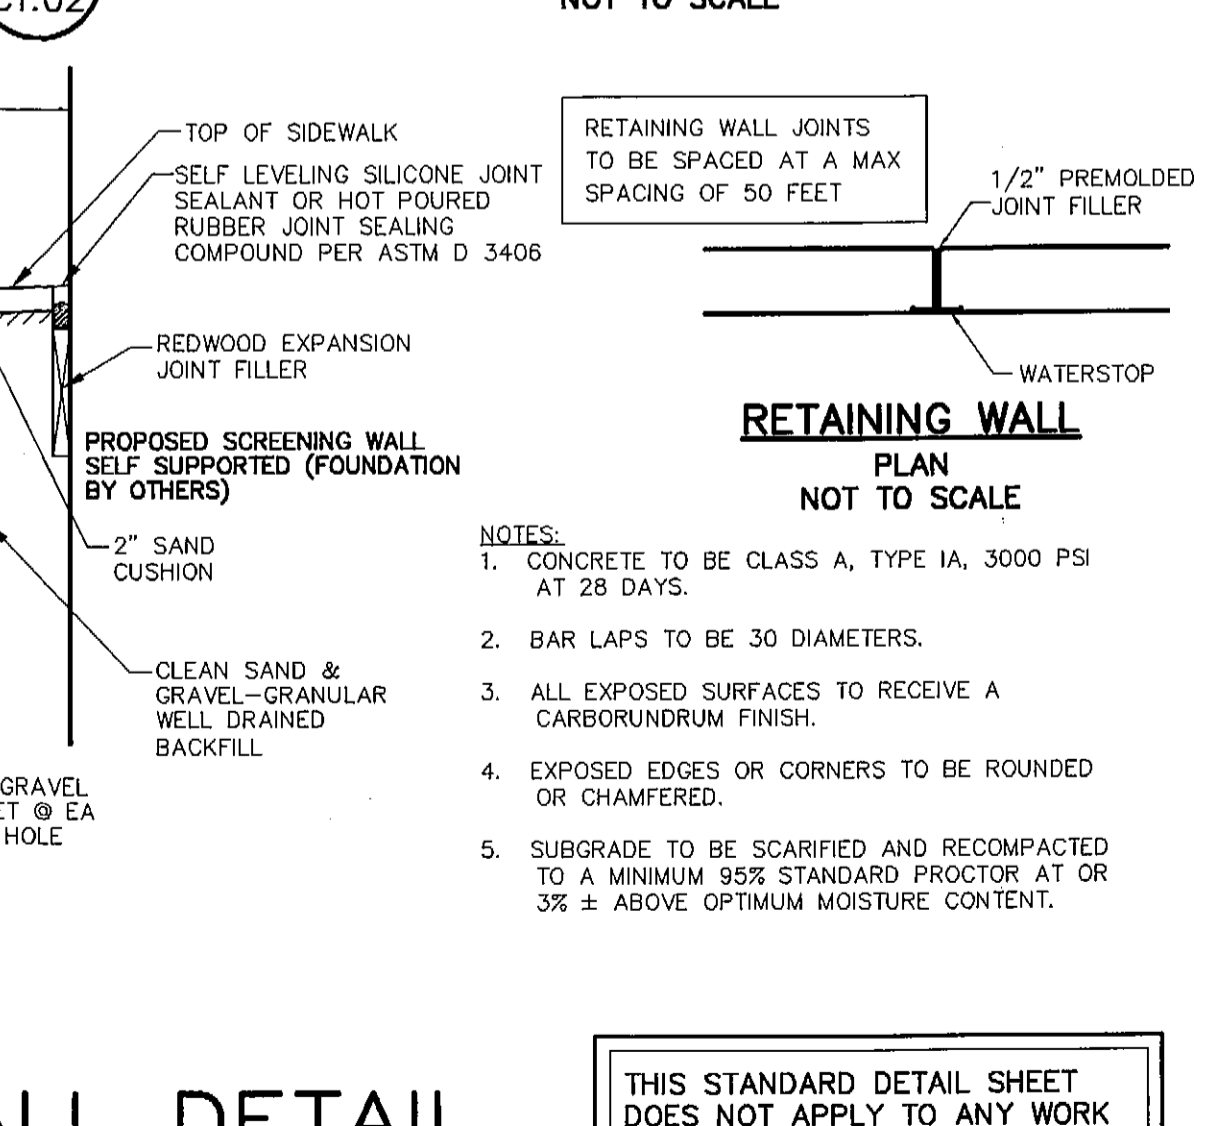 C1.02
NOT TO SCALE
TOP OF SIDEWALK
SELF LEVELING SILICONE JOINT
SEALANT OR HOT POURED
RUBBER JOINT SEALING
COMPOUND PER ASTM D 3406
REDWOOD EXPANSION
JOINT FILLER
PROPOSED SCREENING WALL
SELF SUPPORTED (FOUNDATION
BY OTHERS)
2" SAND
CUSHION
CLEAN SAND &
GRAVEL-GRANULAR
WELL DRAINED
BACKFILL
GRAVEL
ET @ EA
HOLE
RETAINING WALL JOINTS
TO BE SPACED AT A MAX
SPACING OF 50 FEET
1/2" PREMOLDED
JOINT FILLER
WATERSTOP
RETAINING WALL
PLAN
NOT TO SCALE
NOTES:
1. CONCRETE TO BE CLASS A, TYPE IA, 3000 PSI
AT 28 DAYS.
2. BAR LAPS TO BE 30 DIAMETERS.
3. ALL EXPOSED SURFACES TO RECEIVE A
CARBORUNDRUM FINISH.
4. EXPOSED EDGES OR CORNERS TO BE ROUNDED
OR CHAMFERED.
5. SUBGRADE TO BE SCARIFIED AND RECOMPACTED
TO A MINIMUM 95% STANDARD PROCTOR AT OR
3% ± ABOVE OPTIMUM MOISTURE CONTENT.
ALL DETAIL
THIS STANDARD DETAIL SHEET
DOES NOT APPLY TO ANY WORK